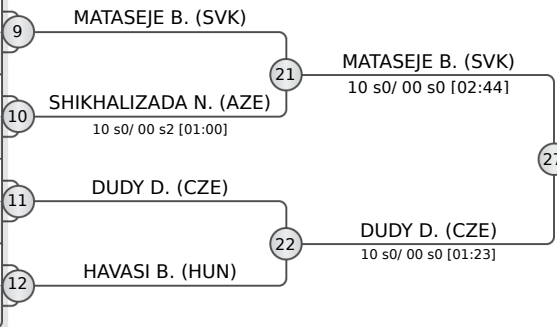 9
MATASEJE B. (SVK)
21
MATASEJE B. (SVK)
10 s0/ 00 s0 [02:44]
10
SHIKHALIZADA N. (AZE)
10 s0/ 00 s2 [01:00]
27
11
DUDY D. (CZE)
22
DUDY D. (CZE)
10 s0/ 00 s0 [01:23]
12
HAVASI B. (HUN)